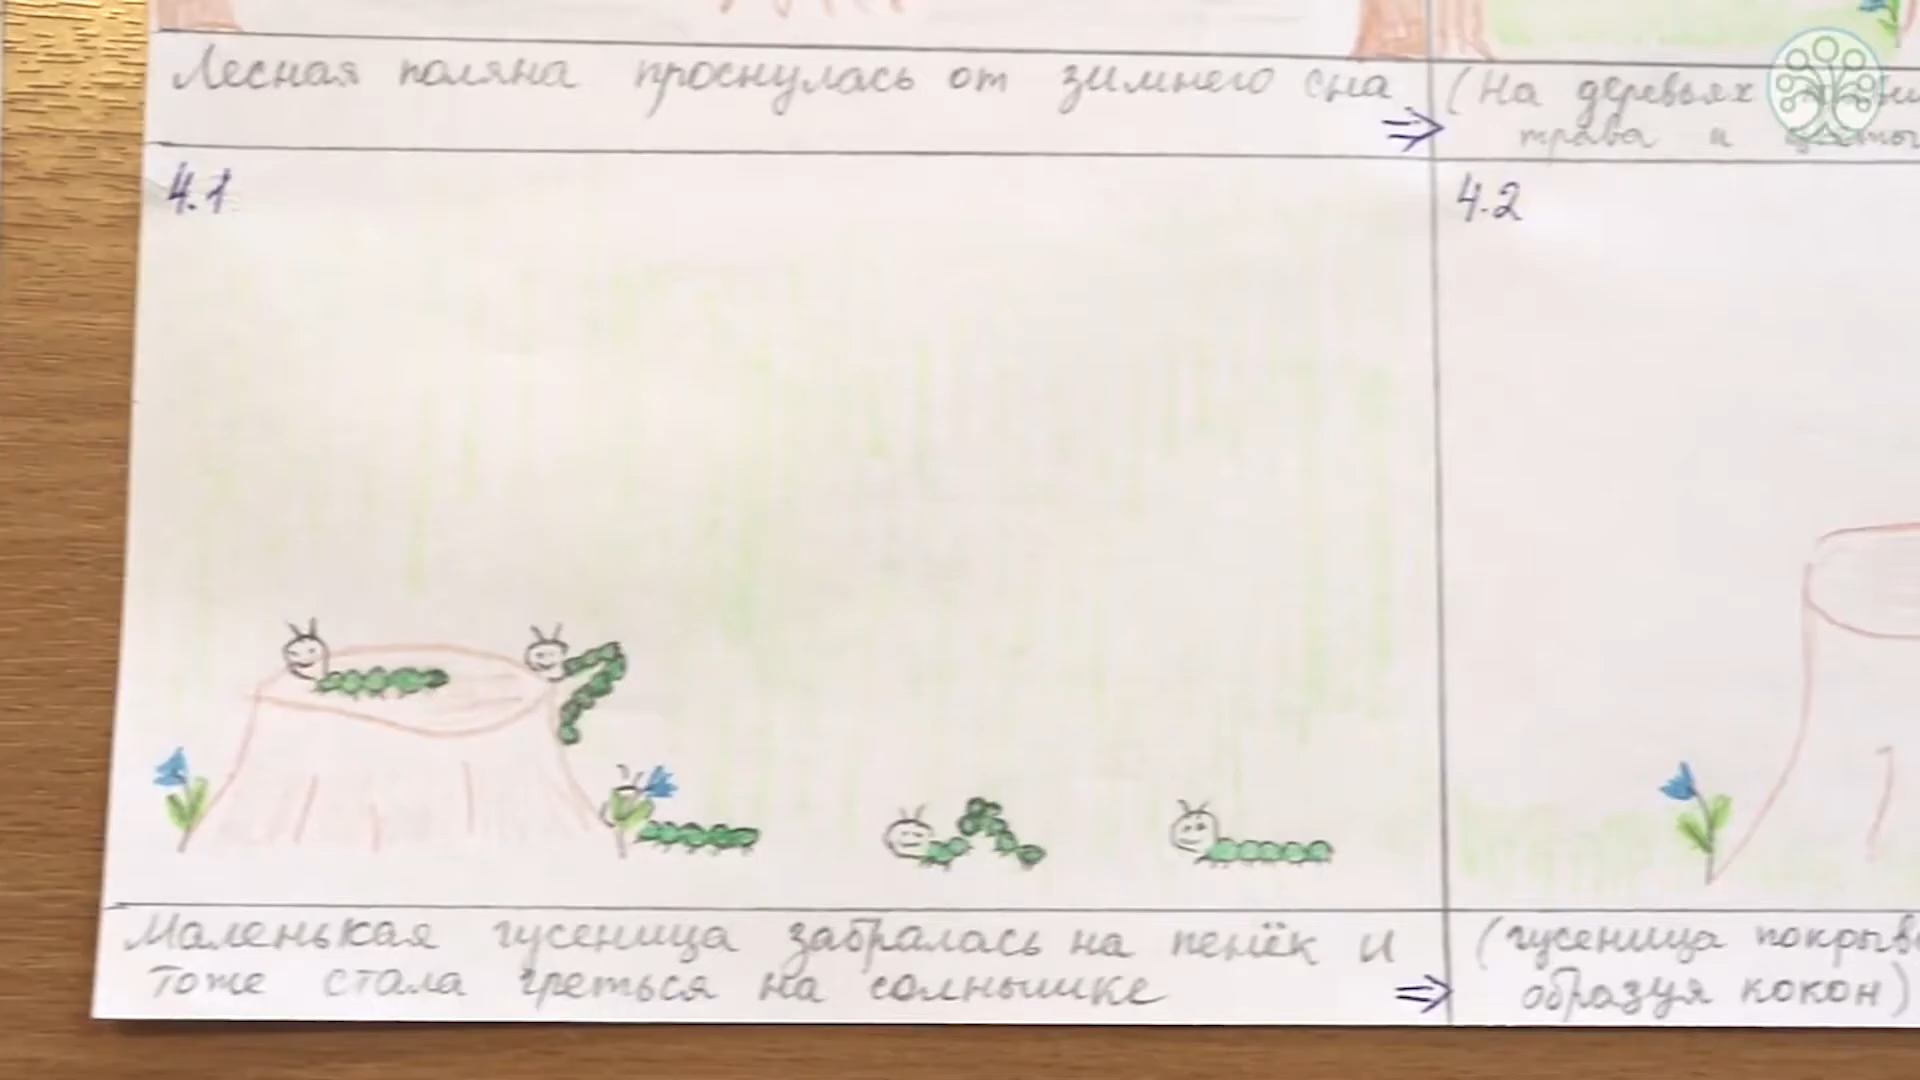 Лесная поляна проснулась от зимнего сна
(На деревьях
трава и цветы
4.1
4.2
Маленькая гусеница забралась на пенёк и
тоже стала греться на солнышке
(гусеница
образуя кокон)